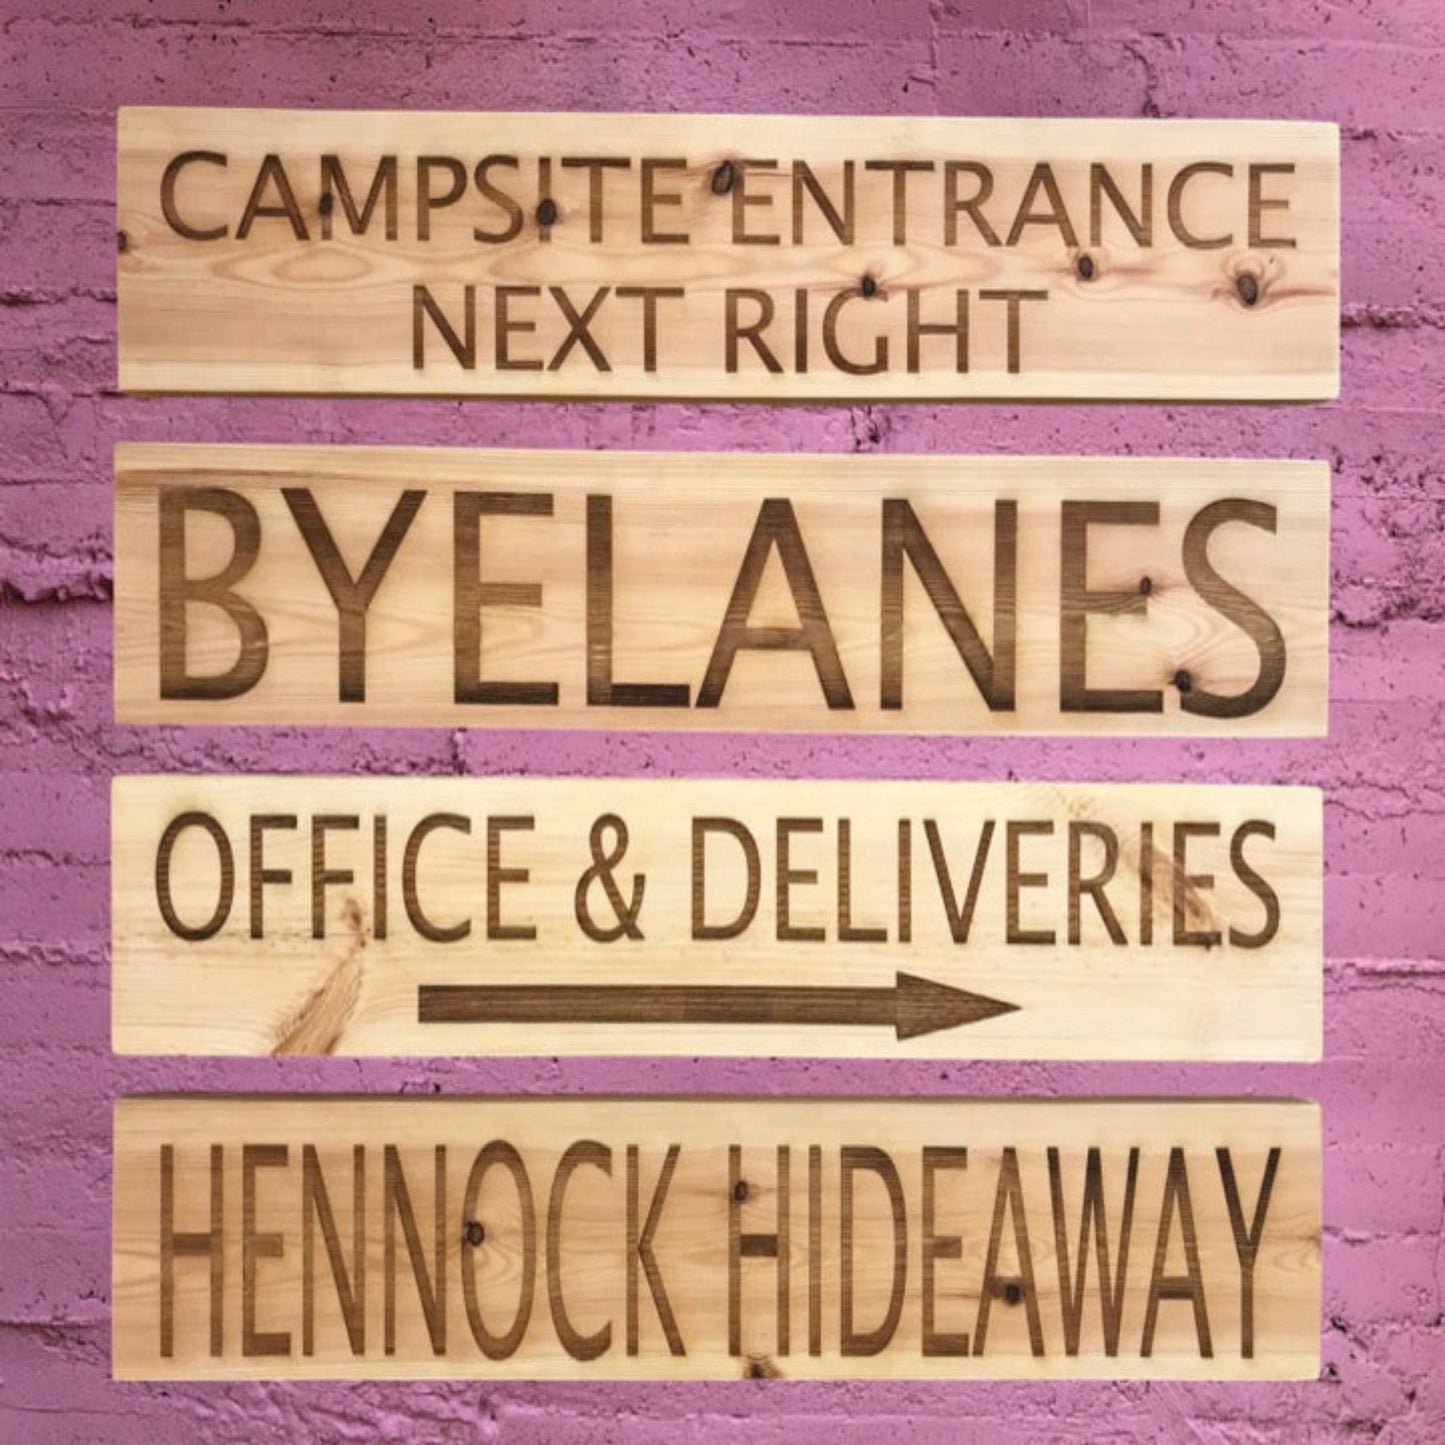 CAMPSITE ENTRANCE
NEXT RIGHT
BYELANES
OFFICE & DELIVERIES
HENNOCK HIDEAWAY